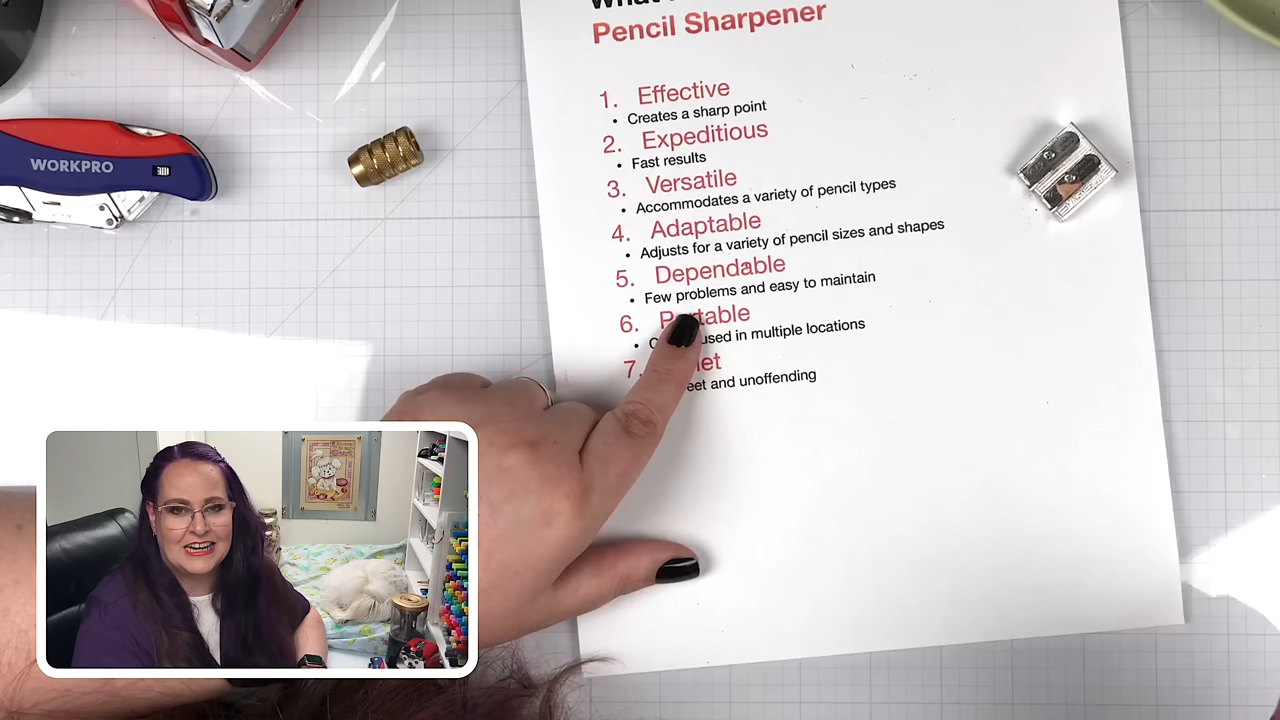 Pencil Sharpener
1. Effective
• Creates a sharp point
2. Expeditious
• Fast results
3. Versatile
• Accommodates a variety of pencil types
4. Adaptable
• Adjusts for a variety of pencil sizes and shapes
5. Dependable
• Few problems and easy to maintain
6. Portable
used in multiple locations
7.
and unoffending
WORKPRO